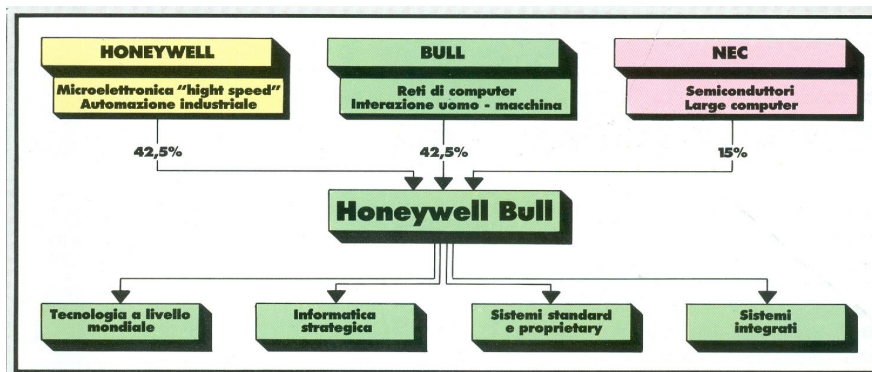 HONEYWELL
Microelettronica "hight speed"
Automazione industriale
BULL
Reti di computer
Interazione uomo - macchina
NEC
Semiconduttori
Large computer
42,5%
42,5%
15%
Honeywell Bull
Tecnologia a livello
mondiale
Informatica
strategica
Sistemi standard
e proprietary
Sistemi
integrati